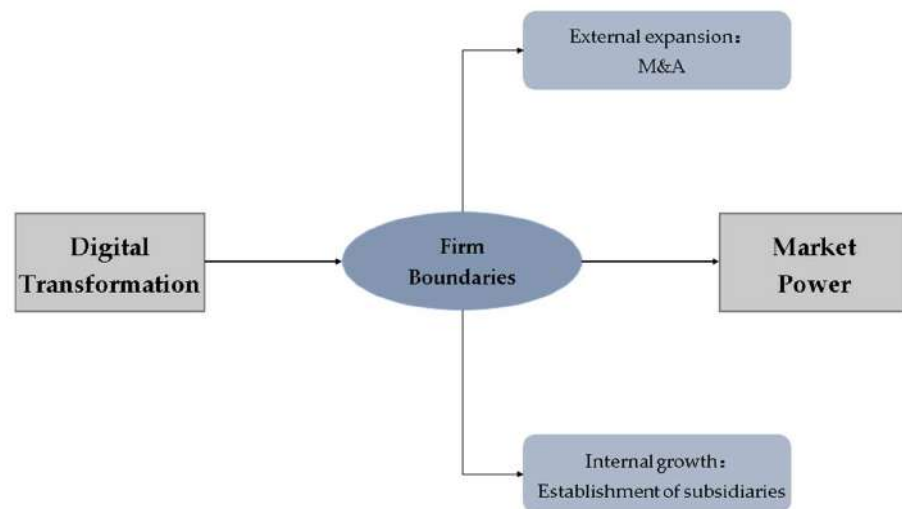 External expansion：
M&A
Digital
Transformation
Firm
Boundaries
Market
Power
Internal growth：
Establishment of subsidiaries